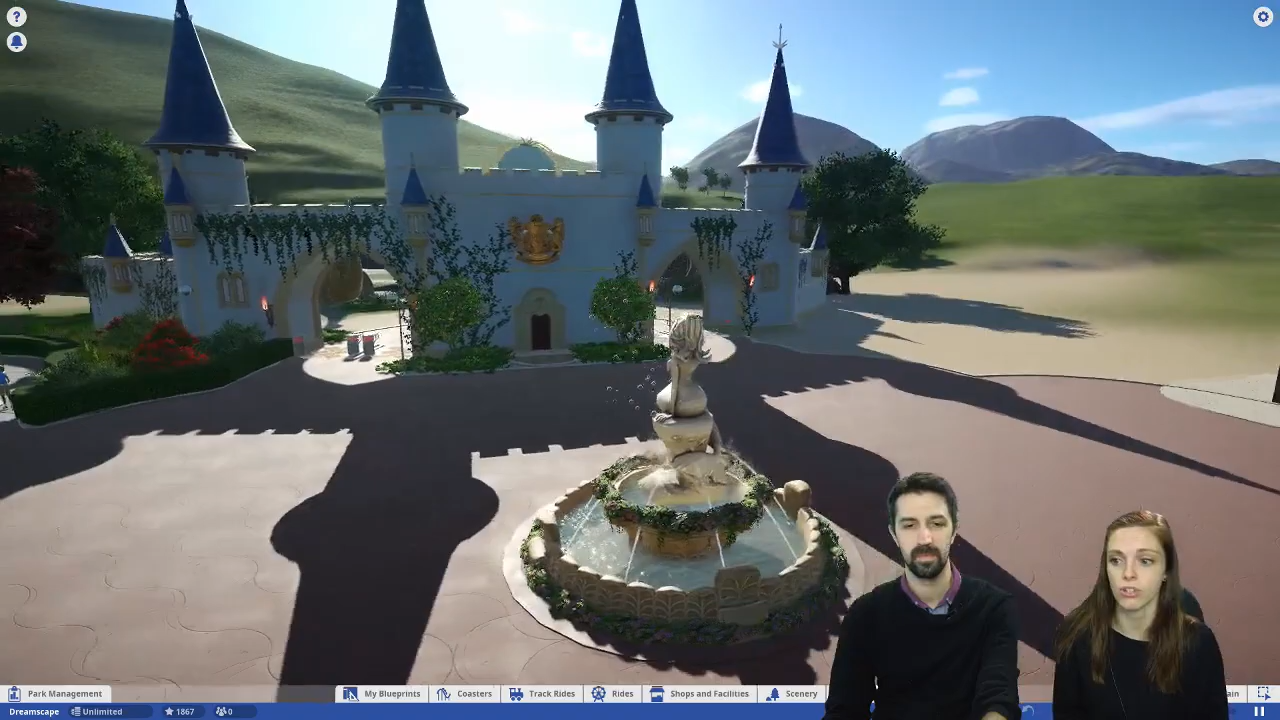 ?
Park Management
My Blueprints
Coasters
Track Rides
Rides
Shops and Facilities
Scenery
Dreamscape
Unlimited
1867
0